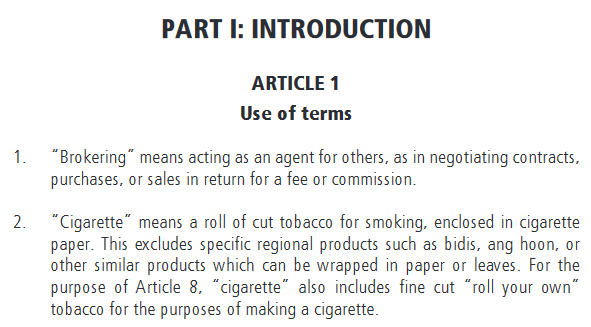 PART I: INTRODUCTION
ARTICLE 1
Use of terms
1. “Brokering” means acting as an agent for others, as in negotiating contracts,
purchases, or sales in return for a fee or commission.
2. “Cigarette” means a roll of cut tobacco for smoking, enclosed in cigarette
paper. This excludes specific regional products such as bidis, ang hoon, or
other similar products which can be wrapped in paper or leaves. For the
purpose of Article 8, “cigarette” also includes fine cut “roll your own”
tobacco for the purposes of making a cigarette.